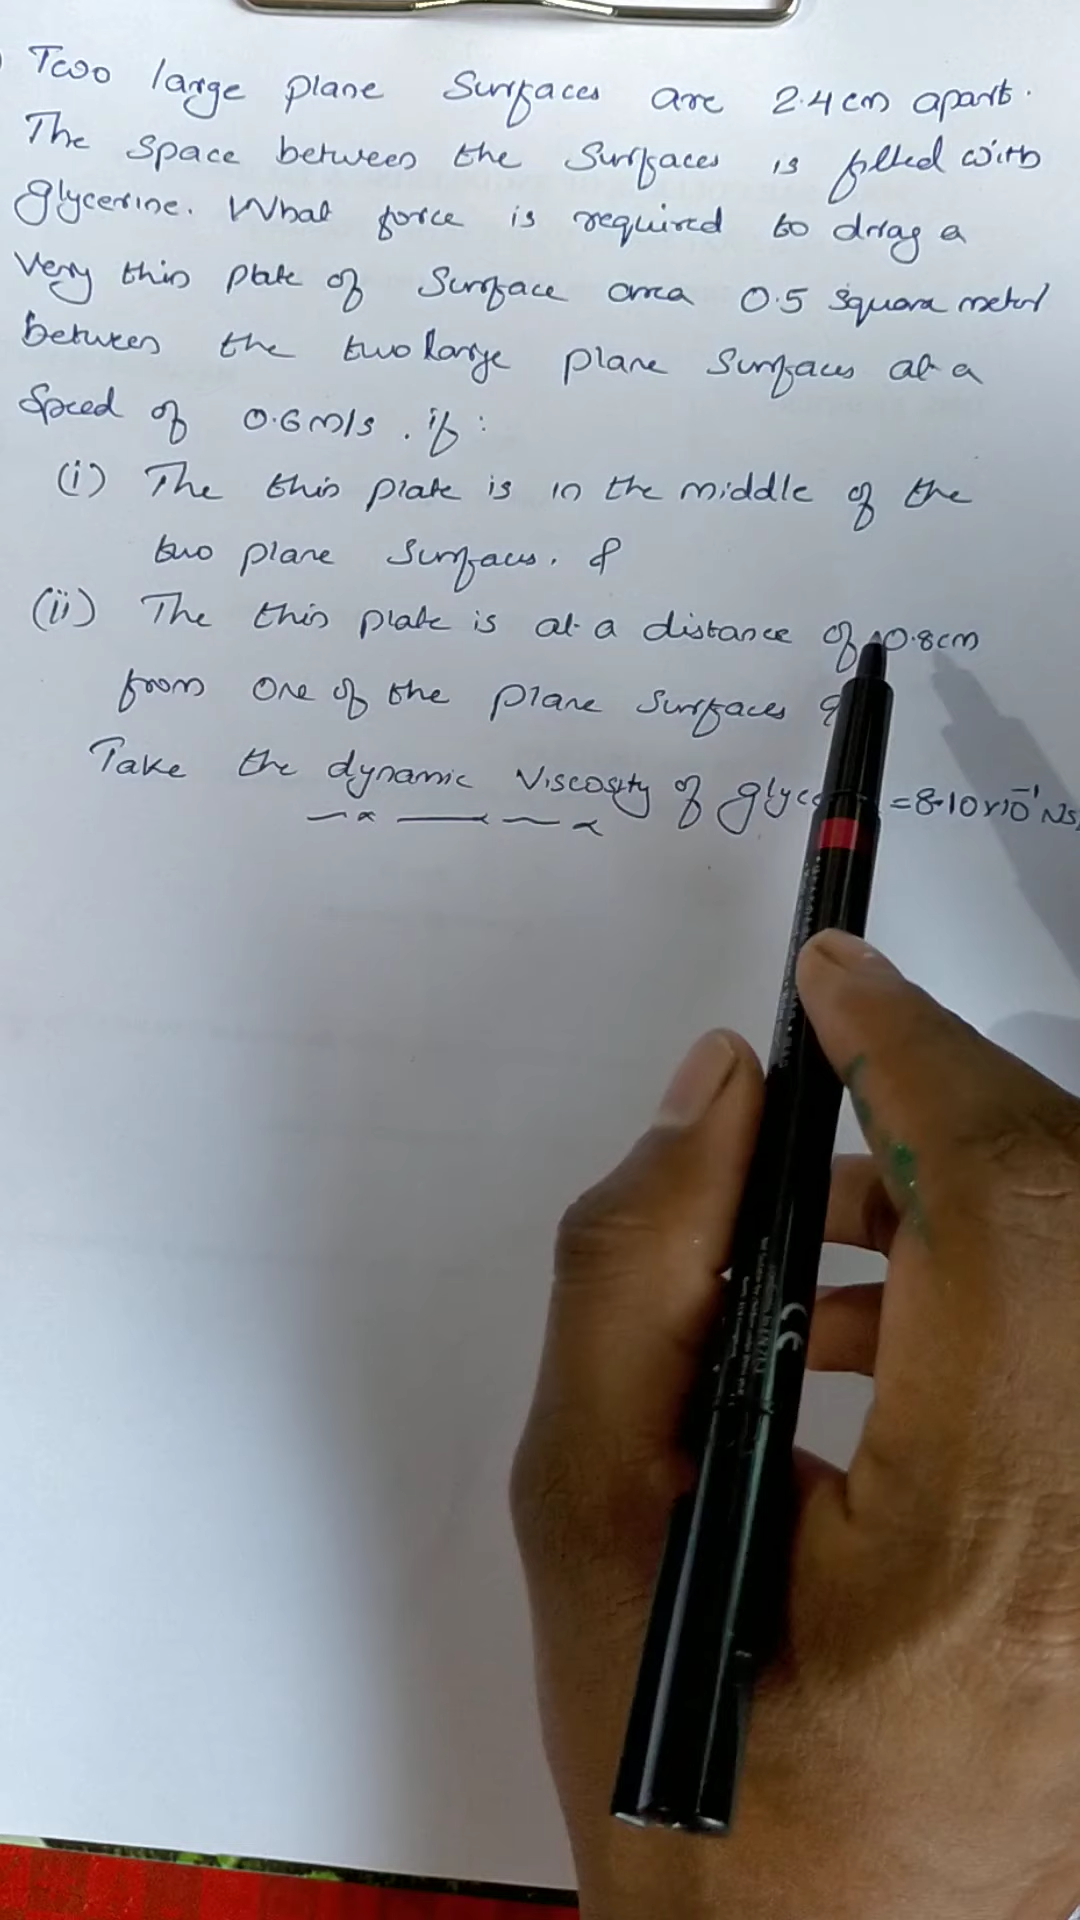 Two large plane Surfaces are 2.4 cm apart.
The space between the Surfaces is filled with
glycerine. What force is required to drag a
Very thin plate of Surface area 0.5 square
between the two large plane Surfaces at a
Speed of 0.6 m/s. if:
(i) The thin plate is in the middle of the
two plane Surfaces. &
(ii) The thin plate is at a distance of 0.8cm
from one of the plane Surfaces
Take the dynamic Viscosity of = 8.10 x 10⁻¹ Ns
CE